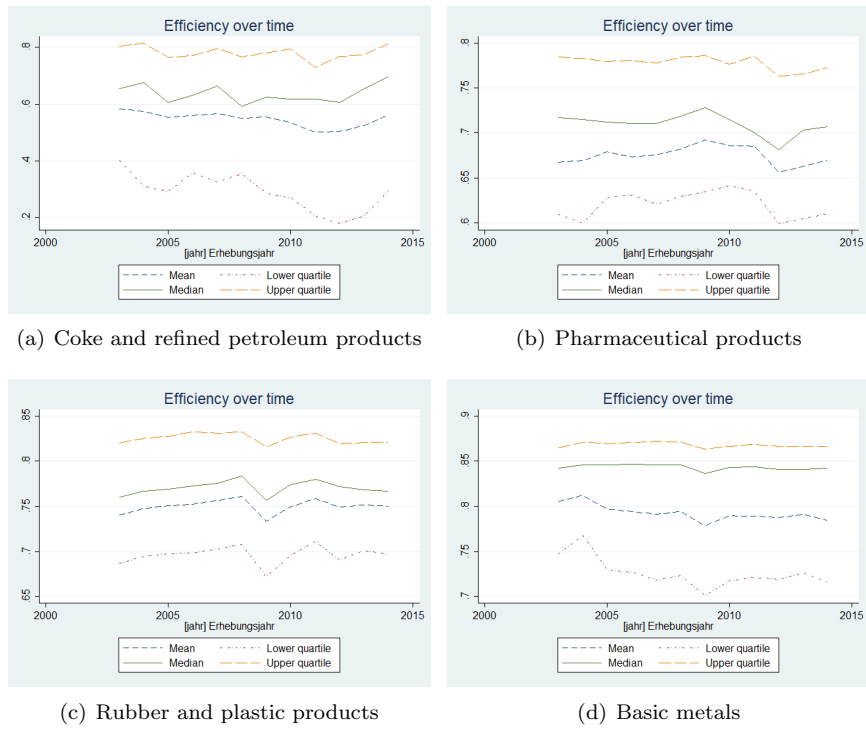 Efficiency over time
.8
.6
.4
.2
2000 2005 2010 2015
[jahr] Erhebungsjahr
Mean Lower quartile
Median Upper quartile
(a) Coke and refined petroleum products
Efficiency over time
.8
.75
.7
.65
.6
2000 2005 2010 2015
[jahr] Erhebungsjahr
Mean Lower quartile
Median Upper quartile
(b) Pharmaceutical products
Efficiency over time
.85
.8
.75
.7
.65
2000 2005 2010 2015
[jahr] Erhebungsjahr
Mean Lower quartile
Median Upper quartile
(c) Rubber and plastic products
Efficiency over time
.9
.85
.8
.75
.7
2000 2005 2010 2015
[jahr] Erhebungsjahr
Mean Lower quartile
Median Upper quartile
(d) Basic metals